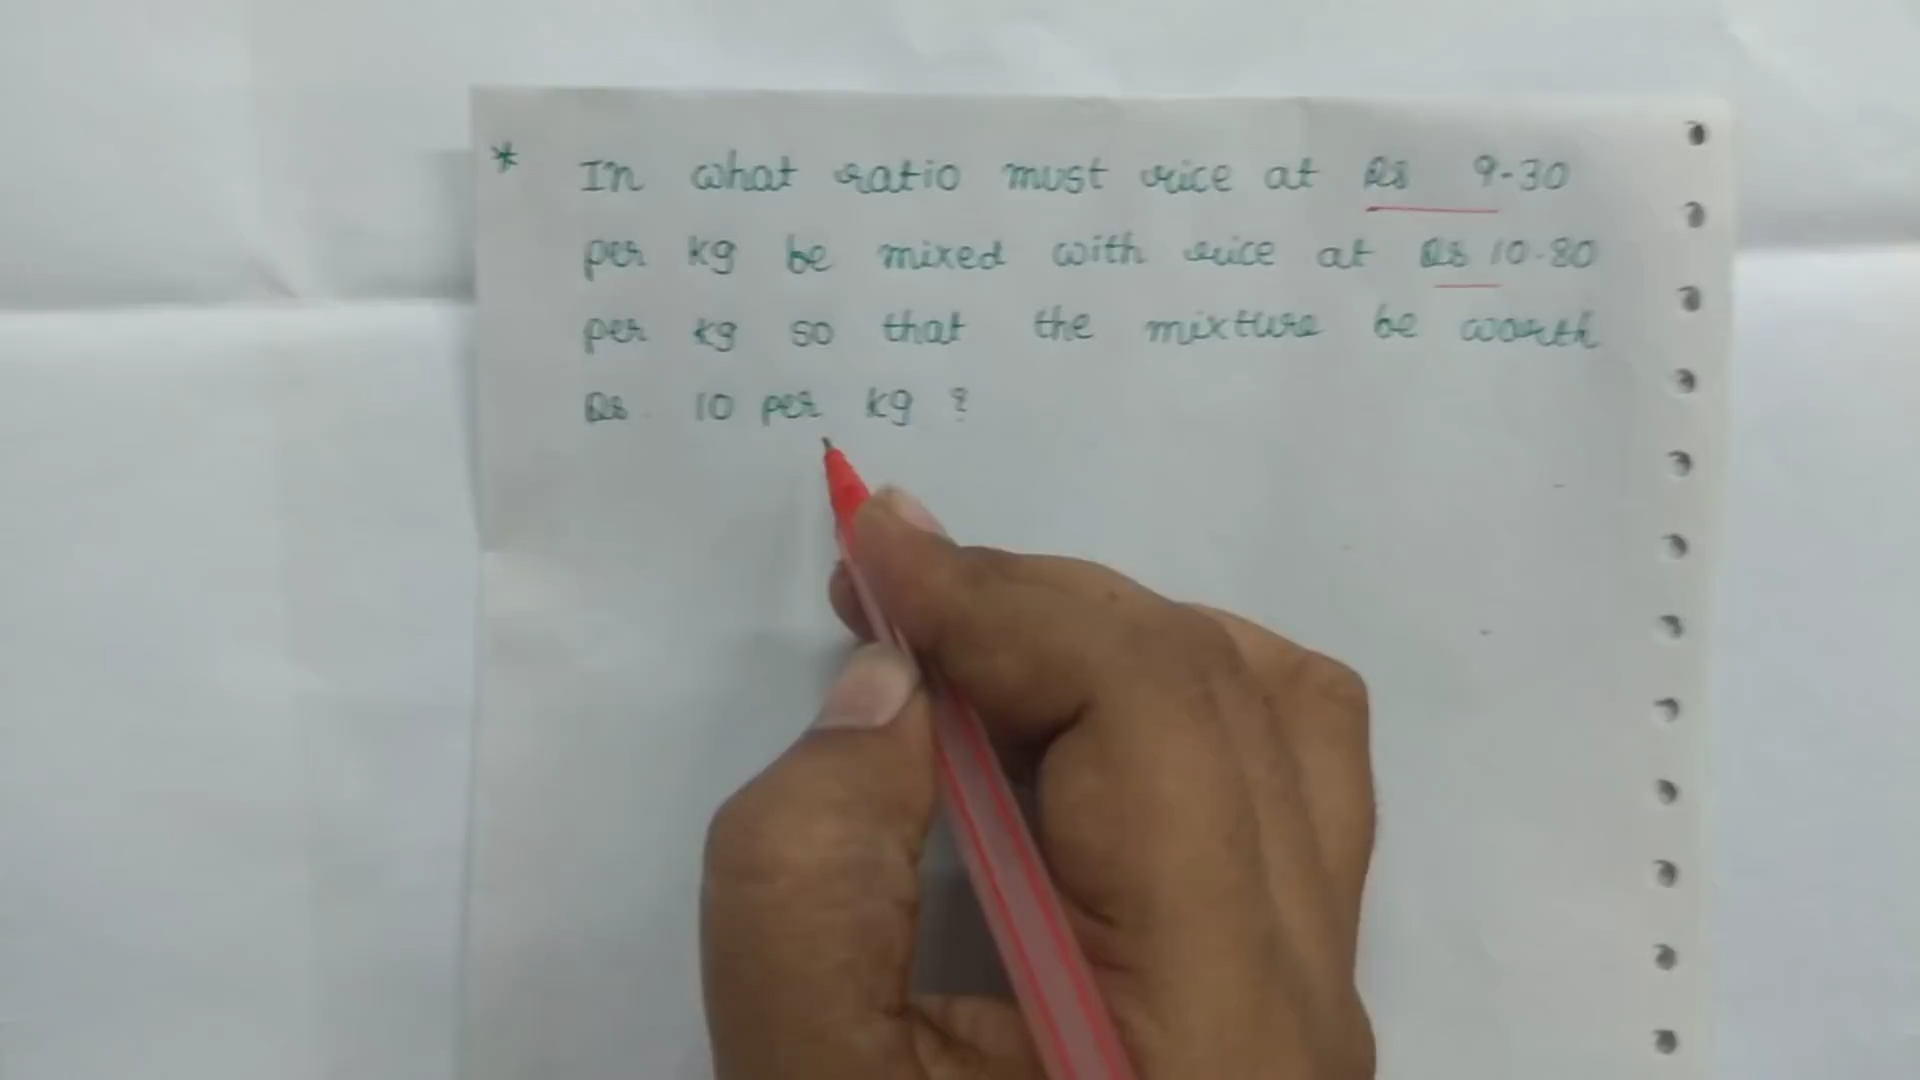 * In what ratio must rice at Rs 9-30
per kg be mixed with rice at Rs 10-80
per kg so that the mixture be worth
Rs. 10 per kg ?